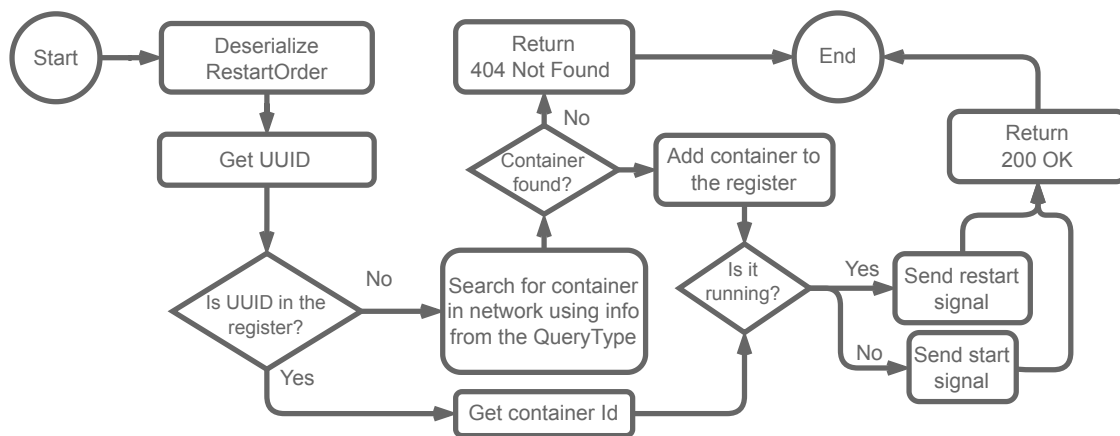 Start
Deserialize
RestartOrder
Get UUID
Is UUID in the
register?
No
Yes
Search for container
in network using info
from the QueryType
Get container Id
Container
found?
No
Return
404 Not Found
Add container to
the register
Is it
running?
Yes
No
Send restart
signal
Send start
signal
Return
200 OK
End